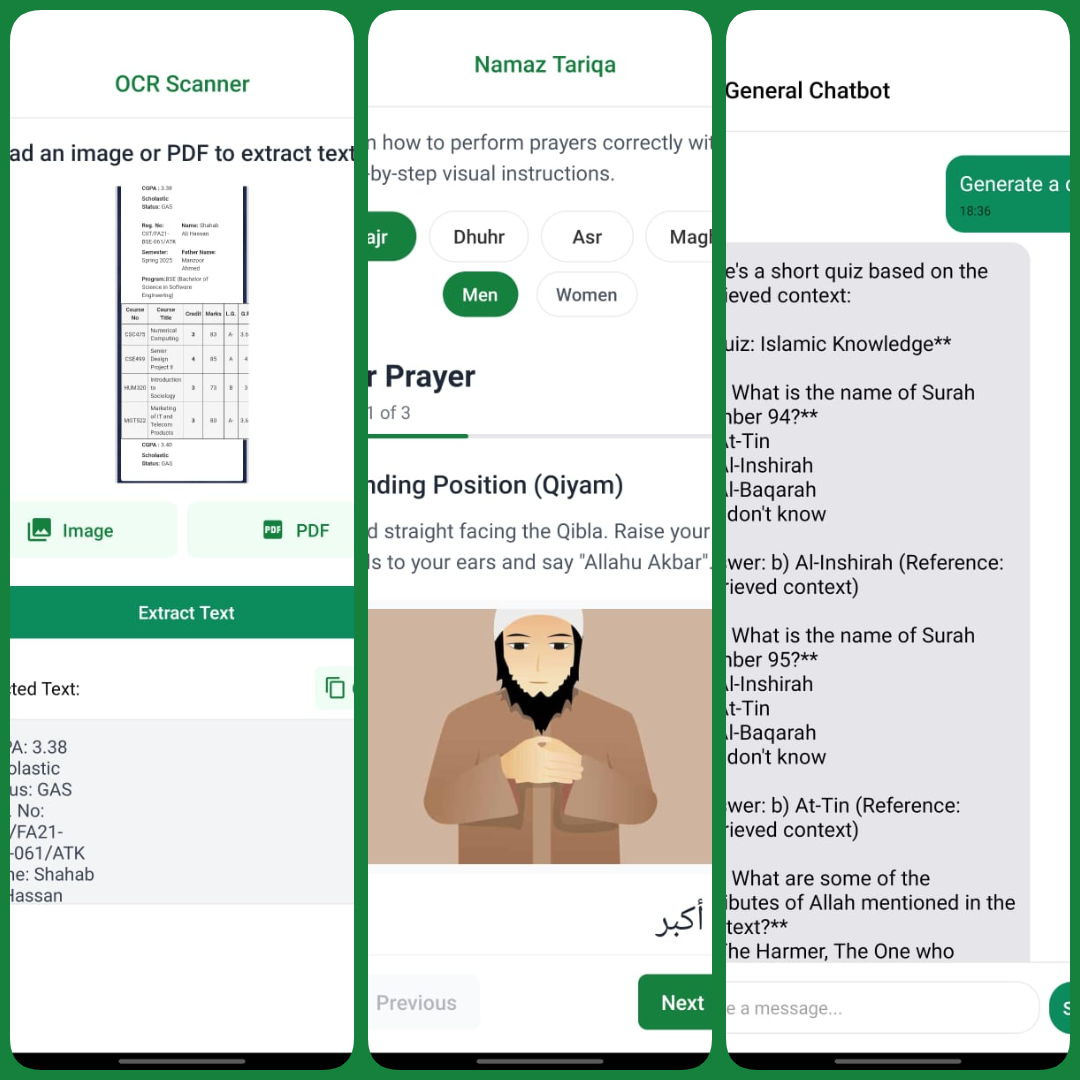 OCR Scanner
ad an image or PDF to extract text
CGPA : 3.38
Scholastic
Status: GAS
Reg. No: Name: Shahab
CIIT/FA21- Ali Hassan
BSE-061/ATK
Semester: Father Name:
Spring 2025 Manzoor
Ahmed
Program:BSE (Bachelor of
Science in Software
Engineering)
Course No Course Title Credit Marks L.G.
CSC475 Numerical Computing 3 83 A-
CSE499 Senior Design Project II 4 85 A 4
HUM320 Introduction to Sociology 3 73 B 3
MGT522 Marketing of IT and Telecom Products 3 80 A-
CGPA : 3.40
Scholastic
Status: GAS
Image
PDF
Extract Text
cted Text:
PA: 3.38
olastic
us: GAS
. No:
/FA21-
-061/ATK
ne: Shahab
Hassan
Namaz Tariqa
n how to perform prayers correctly wit
-by-step visual instructions.
ajr Dhuhr Asr Magh
Men Women
r Prayer
1 of 3
nding Position (Qiyam)
d straight facing the Qibla. Raise your
ls to your ears and say "Allahu Akbar".
أكبر
Previous Next
General Chatbot
Generate a
18:36
e's a short quiz based on the
ieved context:
uiz: Islamic Knowledge**
What is the name of Surah
nber 94?**
At-Tin
Al-Inshirah
Al-Baqarah
don't know
swer: b) Al-Inshirah (Reference:
rieved context)
What is the name of Surah
nber 95?**
Al-Inshirah
At-Tin
Al-Baqarah
don't know
swer: b) At-Tin (Reference:
rieved context)
What are some of the
ibutes of Allah mentioned in the
text?**
The Harmer, The One who
e a message...